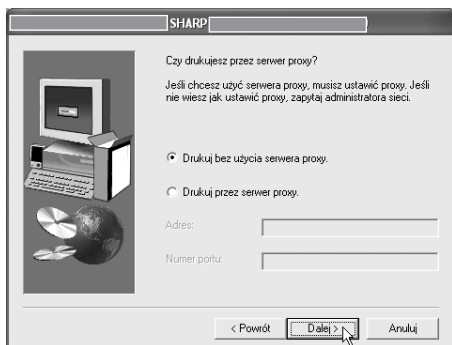 SHARP
Czy drukujesz przez serwer proxy?
Jeśli chcesz użyć serwera proxy, musisz ustawić proxy. Jeśli
nie wiesz jak ustawić proxy, zapytaj administratora sieci.
Drukuj bez użycia serwera proxy.
Drukuj przez serwer proxy.
Adres:
Numer portu:
< Powrót Dalej > Anuluj